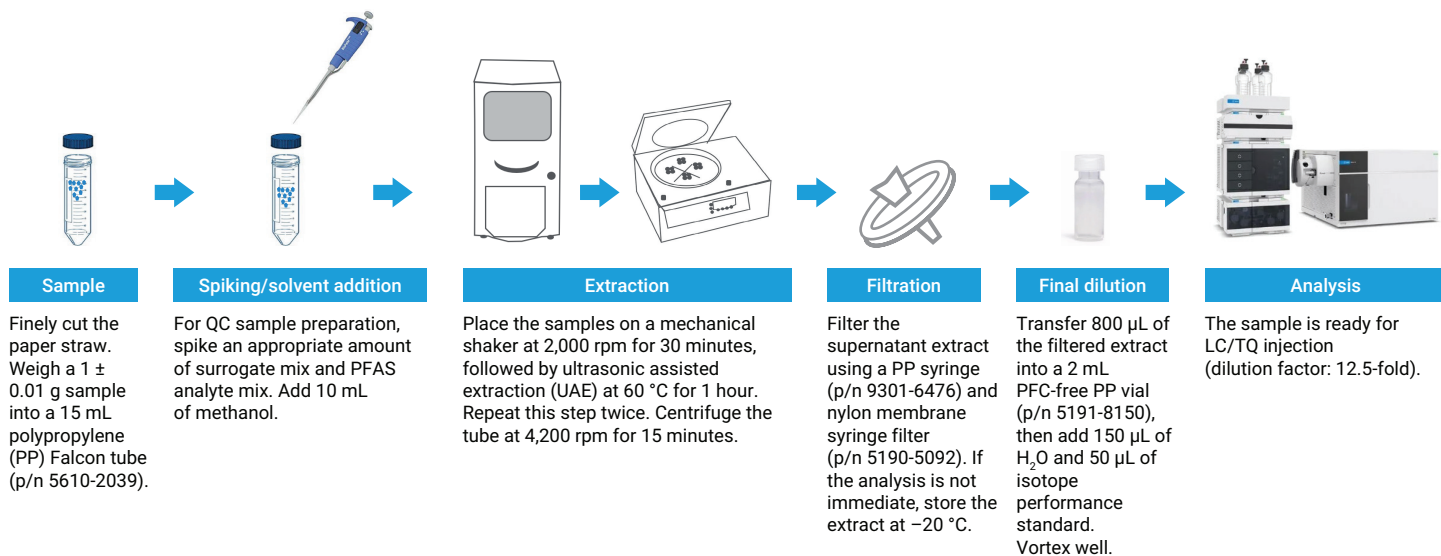 Sample
Finely cut the
paper straw.
Weigh a 1 ±
0.01 g sample
into a 15 mL
polypropylene
(PP) Falcon tube
(p/n 5610-2039).
Spiking/solvent addition
For QC sample preparation,
spike an appropriate amount
of surrogate mix and PFAS
analyte mix. Add 10 mL
of methanol.
Extraction
Place the samples on a mechanical
shaker at 2,000 rpm for 30 minutes,
followed by ultrasonic assisted
extraction (UAE) at 60 °C for 1 hour.
Repeat this step twice. Centrifuge the
tube at 4,200 rpm for 15 minutes.
Filtration
Filter the
supernatant extract
using a PP syringe
(p/n 9301-6476) and
nylon membrane
syringe filter
(p/n 5190-5092). If
the analysis is not
immediate, store the
extract at –20 °C.
Final dilution
Transfer 800 µL of
the filtered extract
into a 2 mL
PFC-free PP vial
(p/n 5191-8150),
then add 150 µL of
H₂O and 50 µL of
isotope
performance
standard.
Vortex well.
Analysis
The sample is ready for
LC/TQ injection
(dilution factor: 12.5-fold).